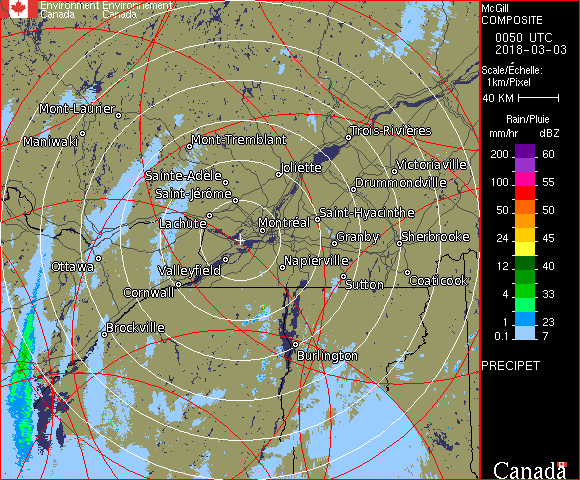 Environment Environnement
Canada Canada
McGill
COMPOSITE
0050 UTC
2018-03-03
Scale/Échelle:
1km/Pixel
40 KM
Rain/Pluie
mm/hr dBZ
200 60
155 55
100 55
50 50
24 45
12 40
4 33
1 23
0.1 7
PRECIPET
Canada
Mont-Laurier
Maniwaki
Mont-Tremblant
Trois-Rivières
Joliette
Victoriaville
Sainte-Adèle
Saint-Jérôme
Drummondville
Lachute
Montréal
Saint-Hyacinthe
Granby
Sherbrooke
Ottawa
Valleyfield
Napierville
Cornwall
Sutton
Coaticook
Brockville
Burlington